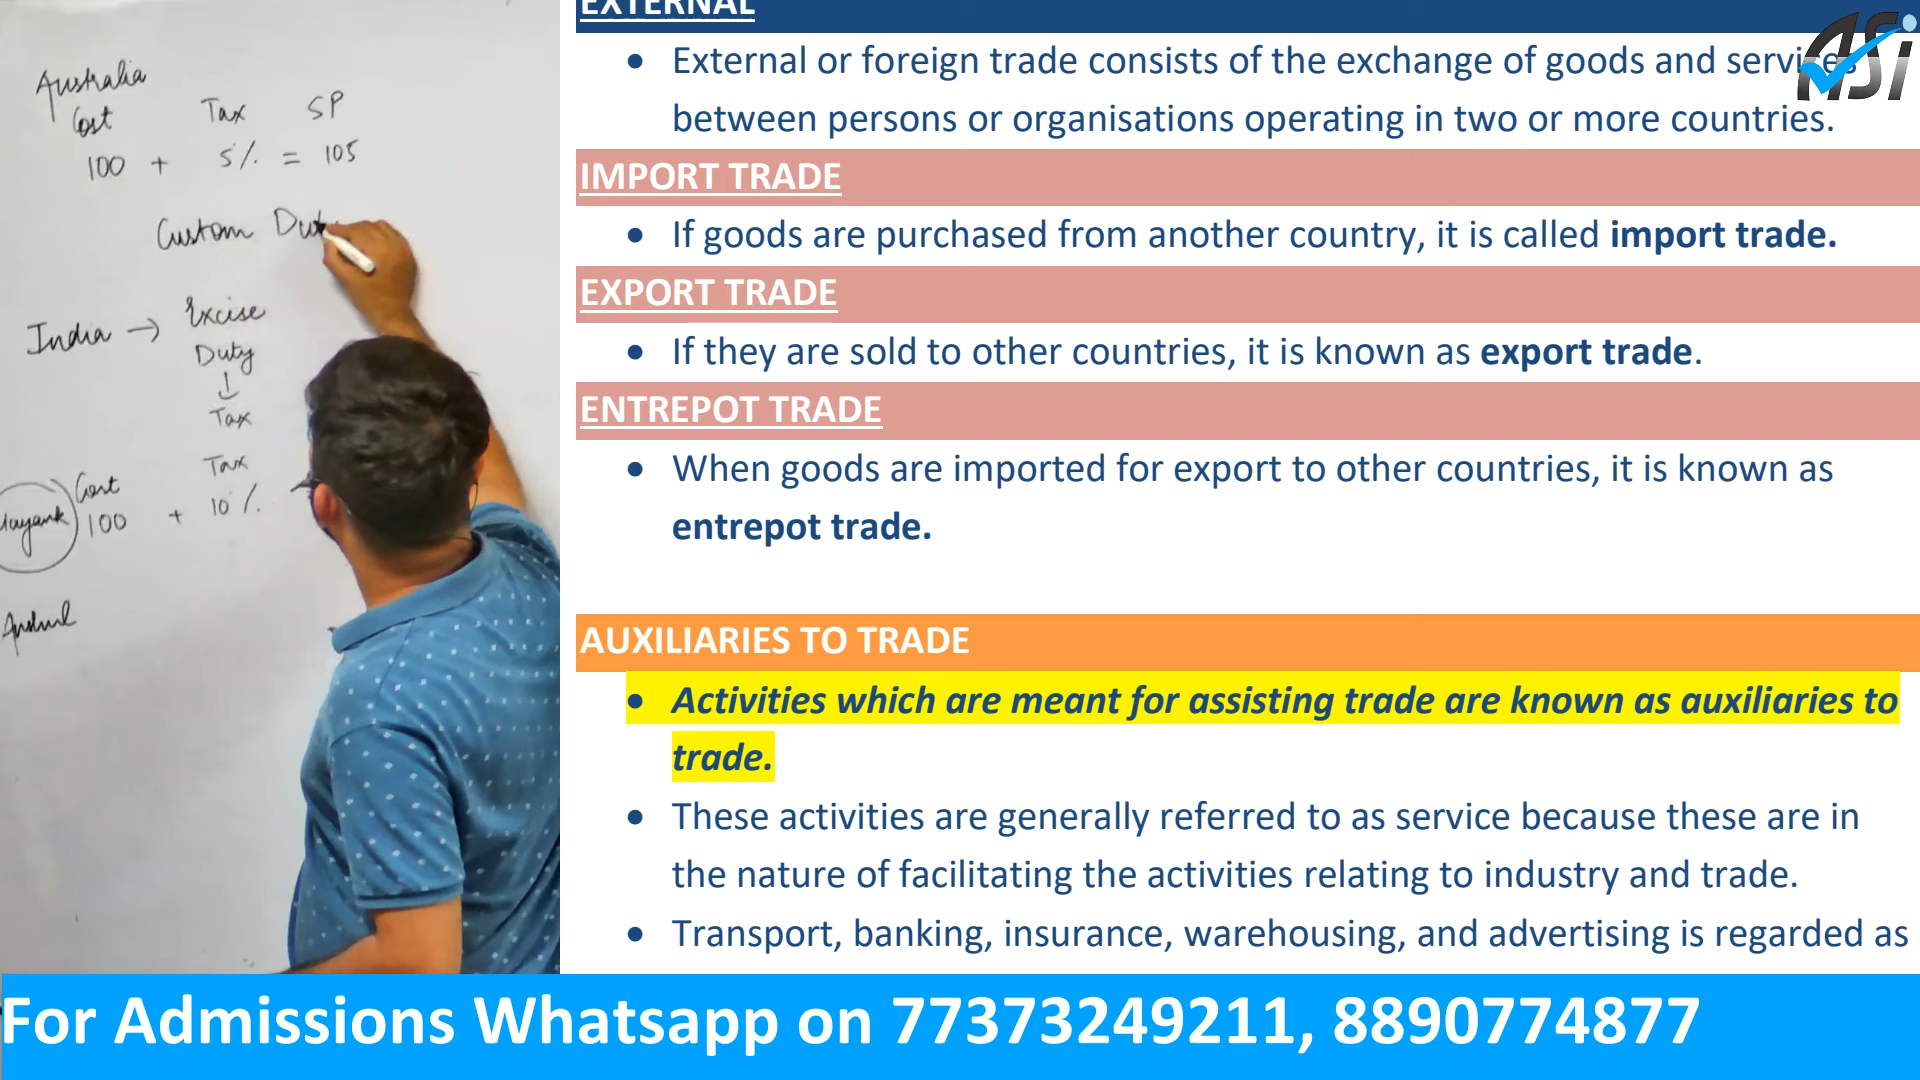 Australia
Cost Tax SP
100 + 5% = 105
Custom Dut
India → Excise
Duty
↓
Tax
Cost Tax
100 + 10%
EXTERNAL
• External or foreign trade consists of the exchange of goods and services
between persons or organisations operating in two or more countries.
IMPORT TRADE
• If goods are purchased from another country, it is called import trade.
EXPORT TRADE
• If they are sold to other countries, it is known as export trade.
ENTREPOT TRADE
• When goods are imported for export to other countries, it is known as
entrepot trade.
AUXILIARIES TO TRADE
• Activities which are meant for assisting trade are known as auxiliaries to
trade.
• These activities are generally referred to as service because these are in
the nature of facilitating the activities relating to industry and trade.
• Transport, banking, insurance, warehousing, and advertising is regarded as
ASi
For Admissions Whatsapp on 77373249211, 8890774877